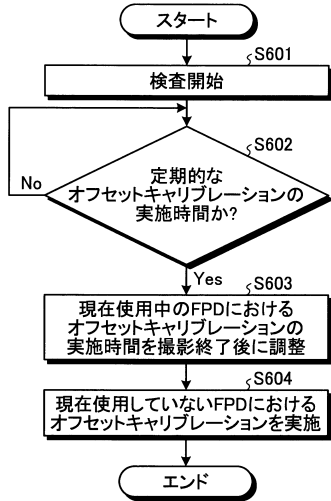 スタート
S601
検査開始
S602
定期的な
オフセットキャリブレーションの
実施時間か?
No
Yes
S603
現在使用中のFPDにおける
オフセットキャリブレーションの
実施時間を撮影終了後に調整
S604
現在使用していないFPDにおける
オフセットキャリブレーションを実施
エンド